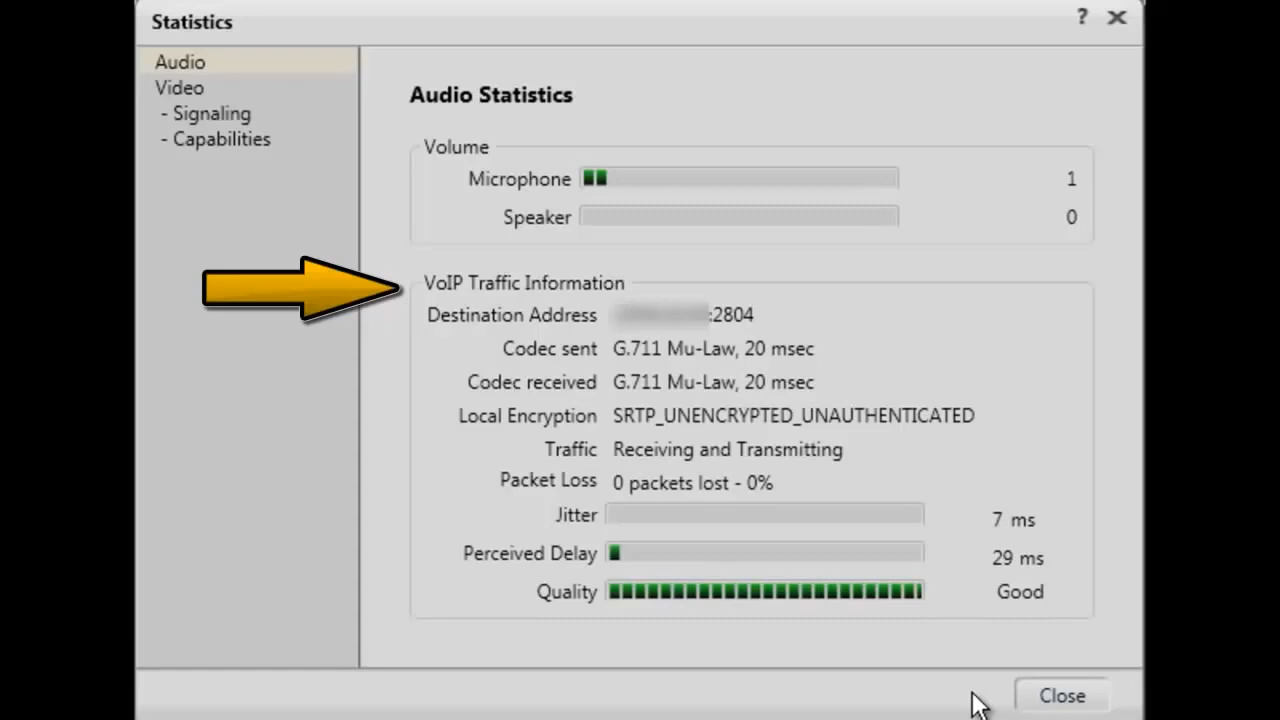 Statistics
?
Audio
Video
- Signaling
- Capabilities
Audio Statistics
Volume
Microphone 1
Speaker 0
VoIP Traffic Information
Destination Address :2804
Codec sent G.711 Mu-Law, 20 msec
Codec received G.711 Mu-Law, 20 msec
Local Encryption SRTP_UNENCRYPTED_UNAUTHENTICATED
Traffic Receiving and Transmitting
Packet Loss 0 packets lost - 0%
Jitter 7 ms
Perceived Delay 29 ms
Quality Good
Close